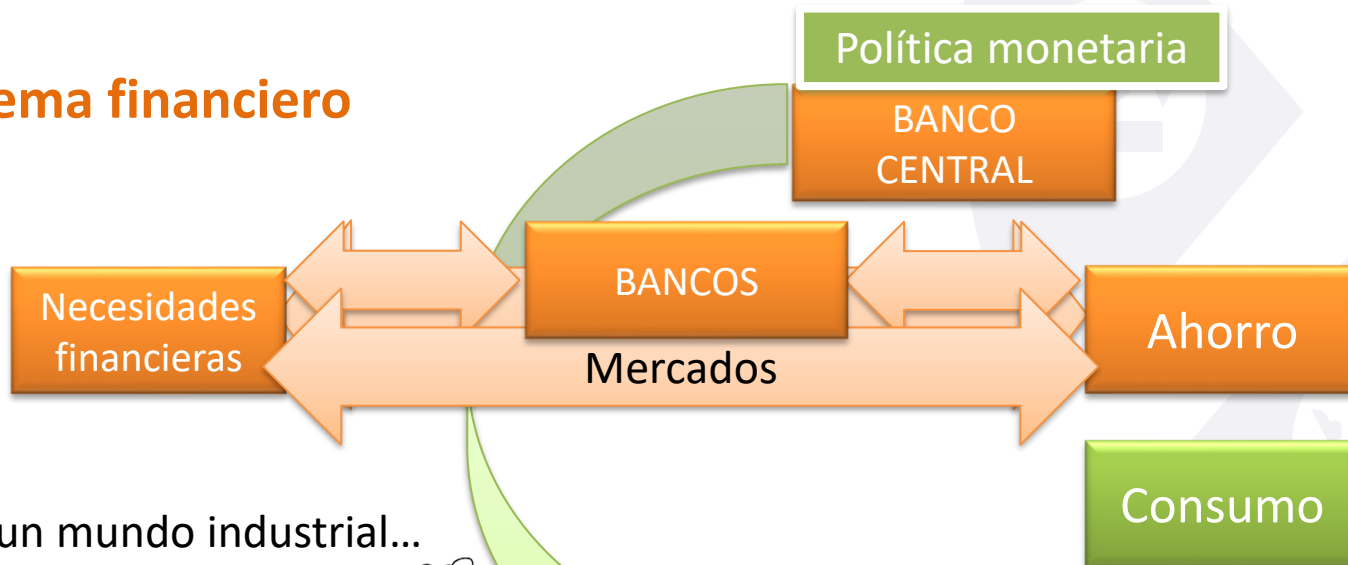 Política monetaria
ema financiero
BANCO
CENTRAL
BANCOS
Necesidades
financieras
Ahorro
Mercados
Consumo
un mundo industrial...